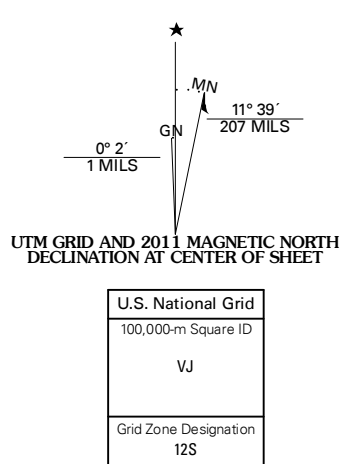 MN
11° 39´
207 MILS
GN
0° 2´
1 MILS
UTM GRID AND 2011 MAGNETIC NORTH
DECLINATION AT CENTER OF SHEET
U.S. National Grid
100,000-m Square ID
VJ
Grid Zone Designation
12S